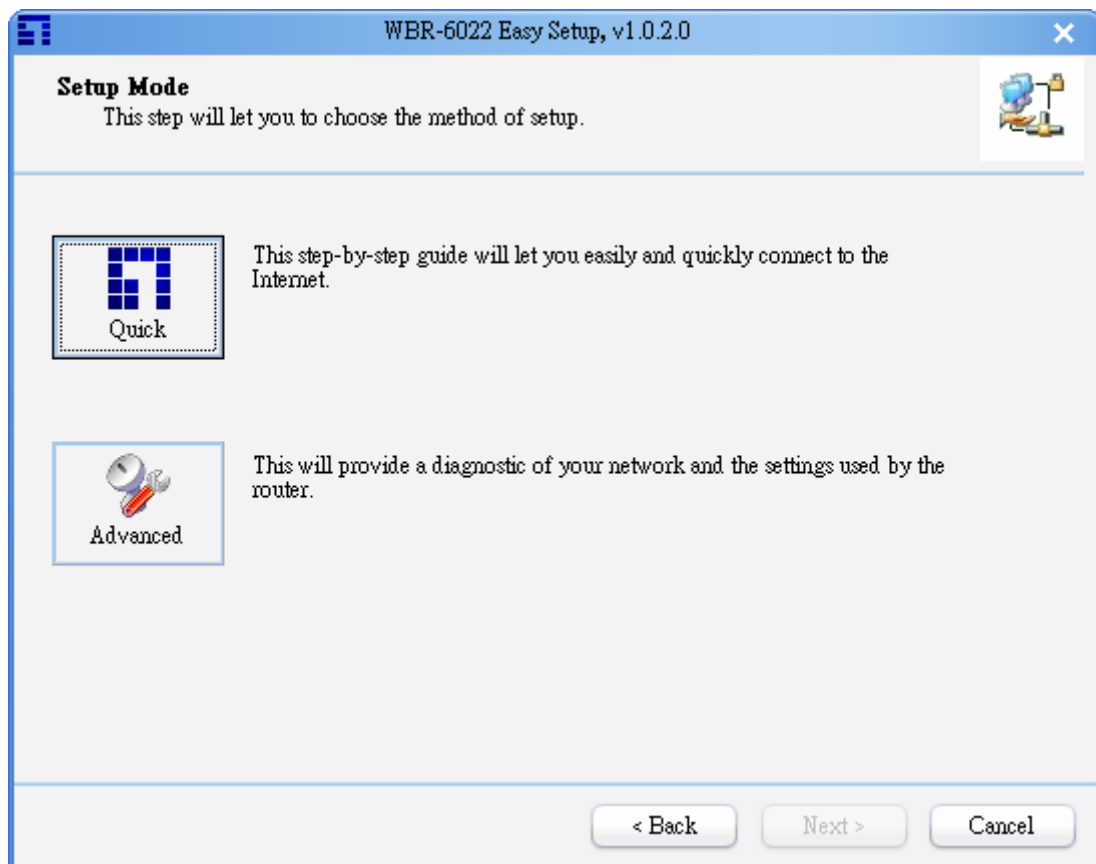 WBR-6022 Easy Setup, v1.0.2.0
Setup Mode
This step will let you to choose the method of setup.
This step-by-step guide will let you easily and quickly connect to the
Internet.
Quick
This will provide a diagnostic of your network and the settings used by the
router.
Advanced
< Back
Next >
Cancel